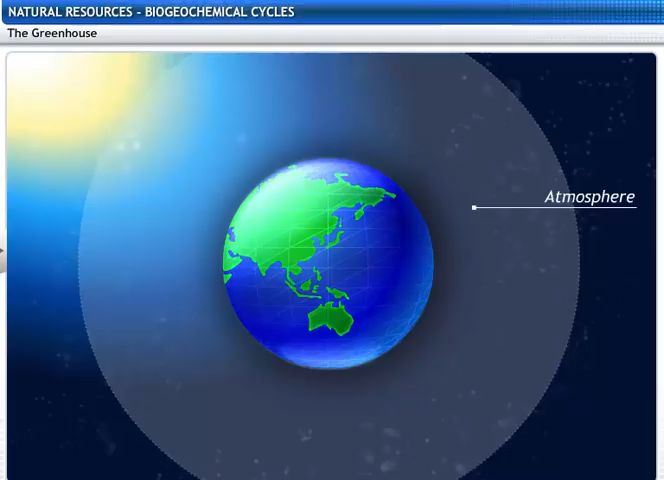 NATURAL RESOURCES - BIOGEOCHEMICAL CYCLES
The Greenhouse
Atmosphere